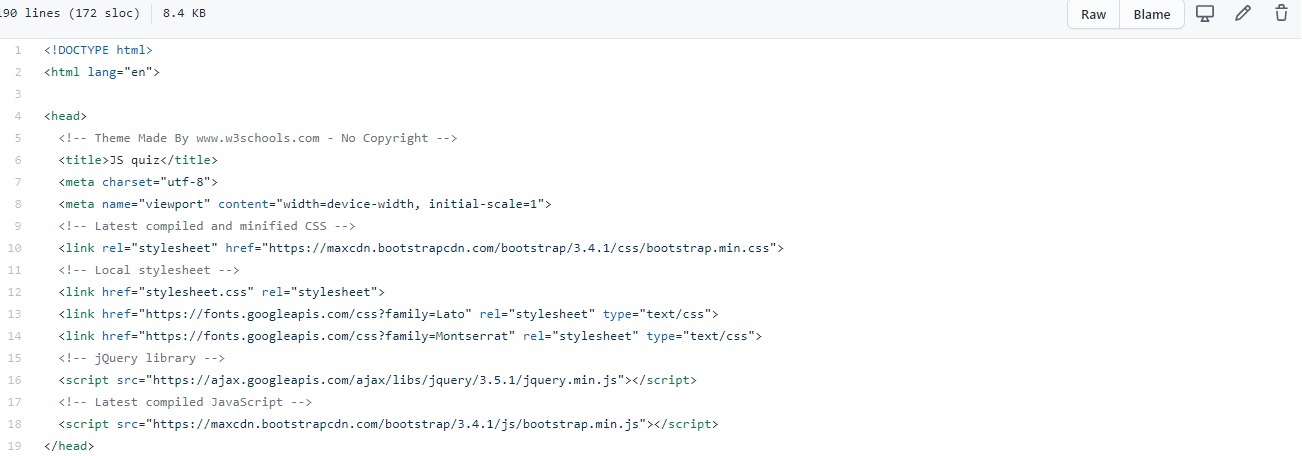 190 lines (172 sloc) 8.4 KB Raw Blame
1 <!DOCTYPE html>
2 <html lang="en">
3
4 <head>
5 <!-- Theme Made By www.w3schools.com - No Copyright -->
6 <title>JS quiz</title>
7 <meta charset="utf-8">
8 <meta name="viewport" content="width=device-width, initial-scale=1">
9 <!-- Latest compiled and minified CSS -->
10 <link rel="stylesheet" href="https://maxcdn.bootstrapcdn.com/bootstrap/3.4.1/css/bootstrap.min.css">
11 <!-- Local stylesheet -->
12 <link href="stylesheet.css" rel="stylesheet">
13 <link href="https://fonts.googleapis.com/css?family=Lato" rel="stylesheet" type="text/css">
14 <link href="https://fonts.googleapis.com/css?family=Montserrat" rel="stylesheet" type="text/css">
15 <!-- jQuery library -->
16 <script src="https://ajax.googleapis.com/ajax/libs/jquery/3.5.1/jquery.min.js"></script>
17 <!-- Latest compiled JavaScript -->
18 <script src="https://maxcdn.bootstrapcdn.com/bootstrap/3.4.1/js/bootstrap.min.js"></script>
19 </head>